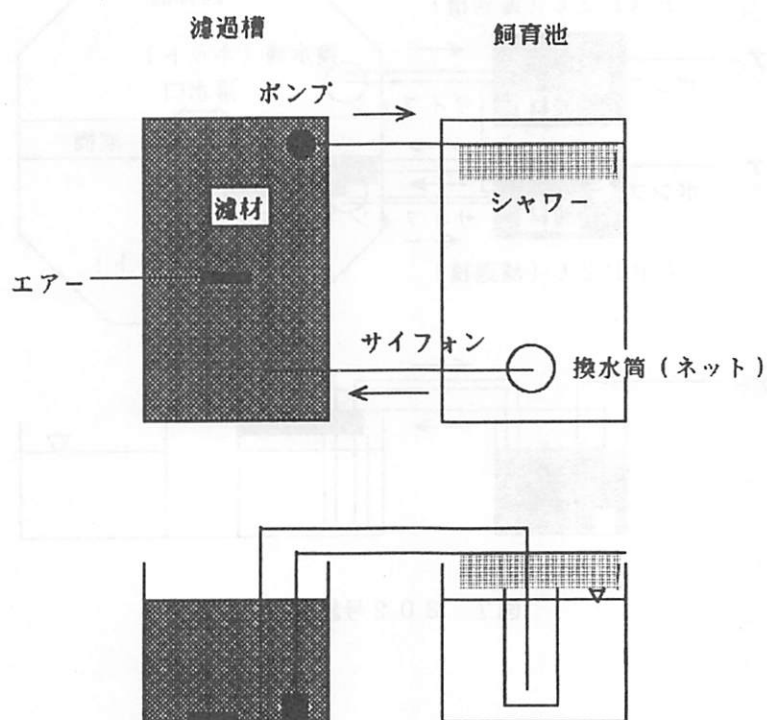 濾過槽
飼育池
ポンプ
濾材
シャワー
エアー
サイフォン
換水筒(ネット)